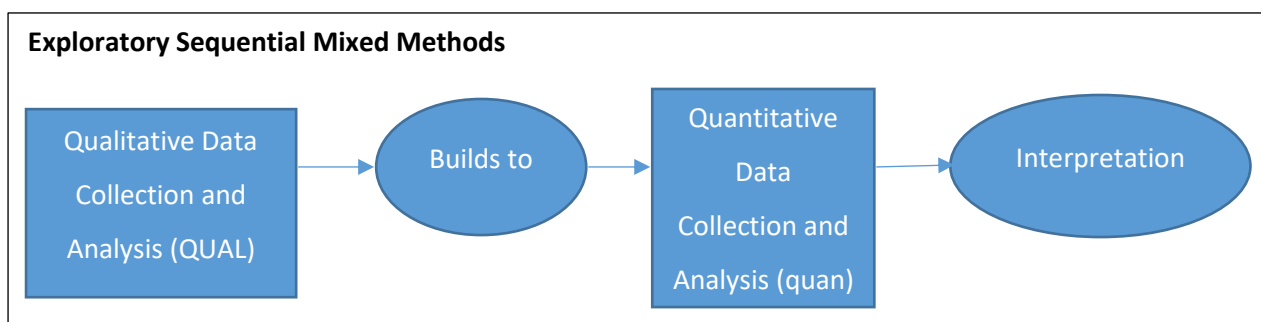 Exploratory Sequential Mixed Methods
Qualitative Data
Collection and
Analysis (QUAL)
Builds to
Quantitative
Data
Collection and
Analysis (quan)
Interpretation